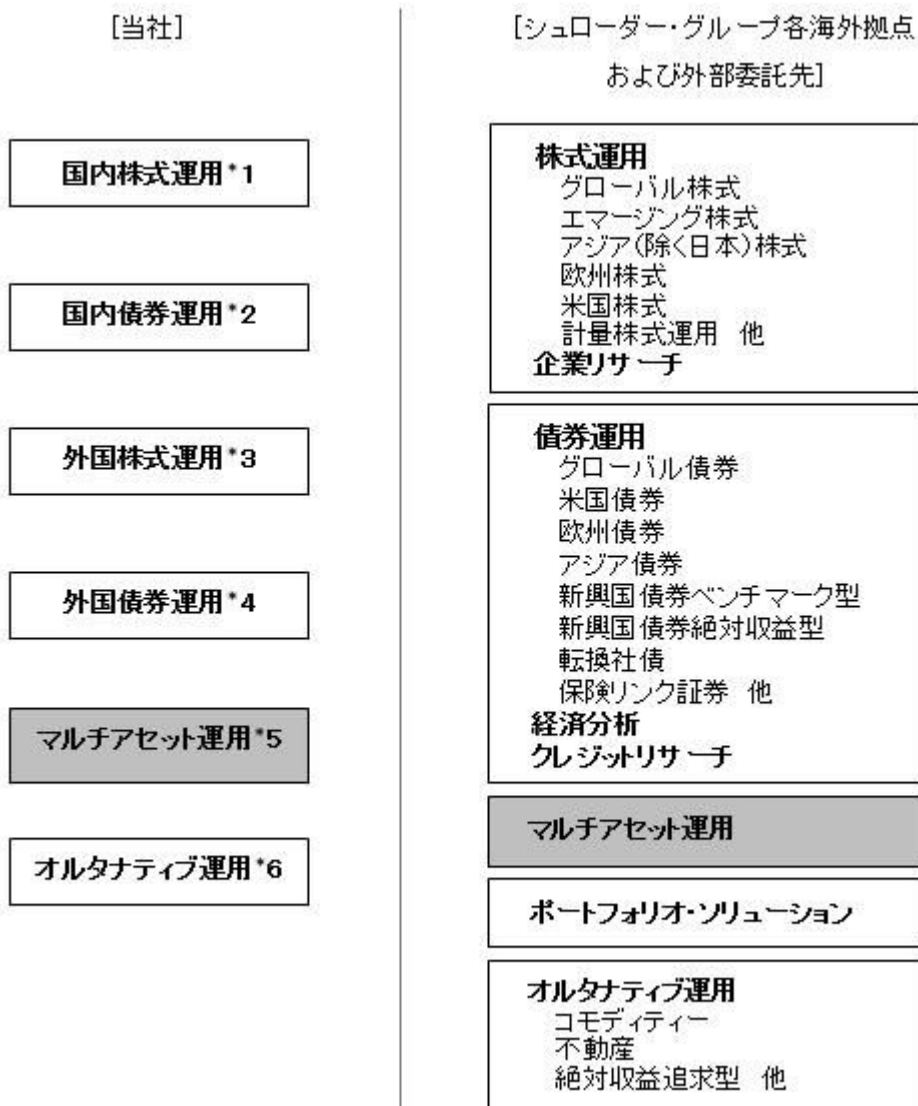 [当社]
国内株式運用*1
国内債券運用*2
外国株式運用*3
外国債券運用*4
マルチアセット運用*5
オルタナティブ運用*6
[シュローダー・グループ各海外拠点
および外部委託先]
株式運用
グローバル株式
エマージング株式
アジア(除く日本)株式
欧州株式
米国株式
計量株式運用 他
企業リサーチ
債券運用
グローバル債券
米国債券
欧州債券
アジア債券
新興国債券ベンチマーク型
新興国債券絶対収益型
転換社債
保険リンク証券 他
経済分析
クレジットリサーチ
マルチアセット運用
ポートフォリオ・ソリューション
オルタナティブ運用
コモディティー
不動産
絶対収益追求型 他